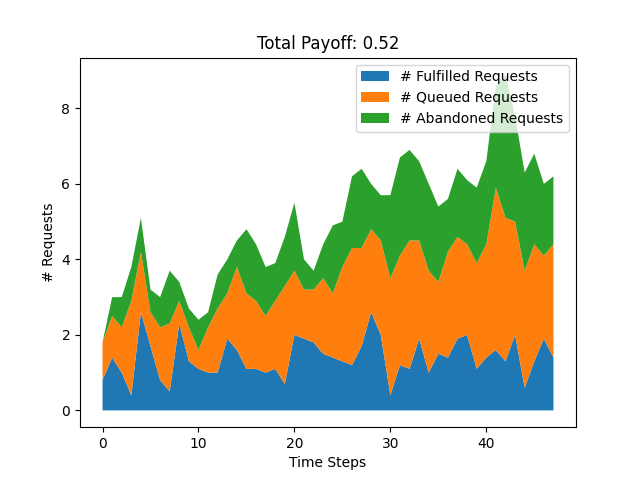 Total Payoff: 0.52
# Fulfilled Requests
# Queued Requests
# Abandoned Requests
# Requests
8
6
4
2
0
0 10 20 30 40
Time Steps